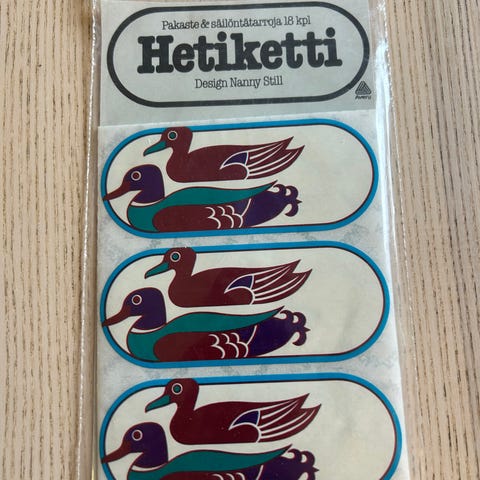 Pakaste & säilöntätarroja 18 kpl
Hetiketti
Design Nanny Still
Avery